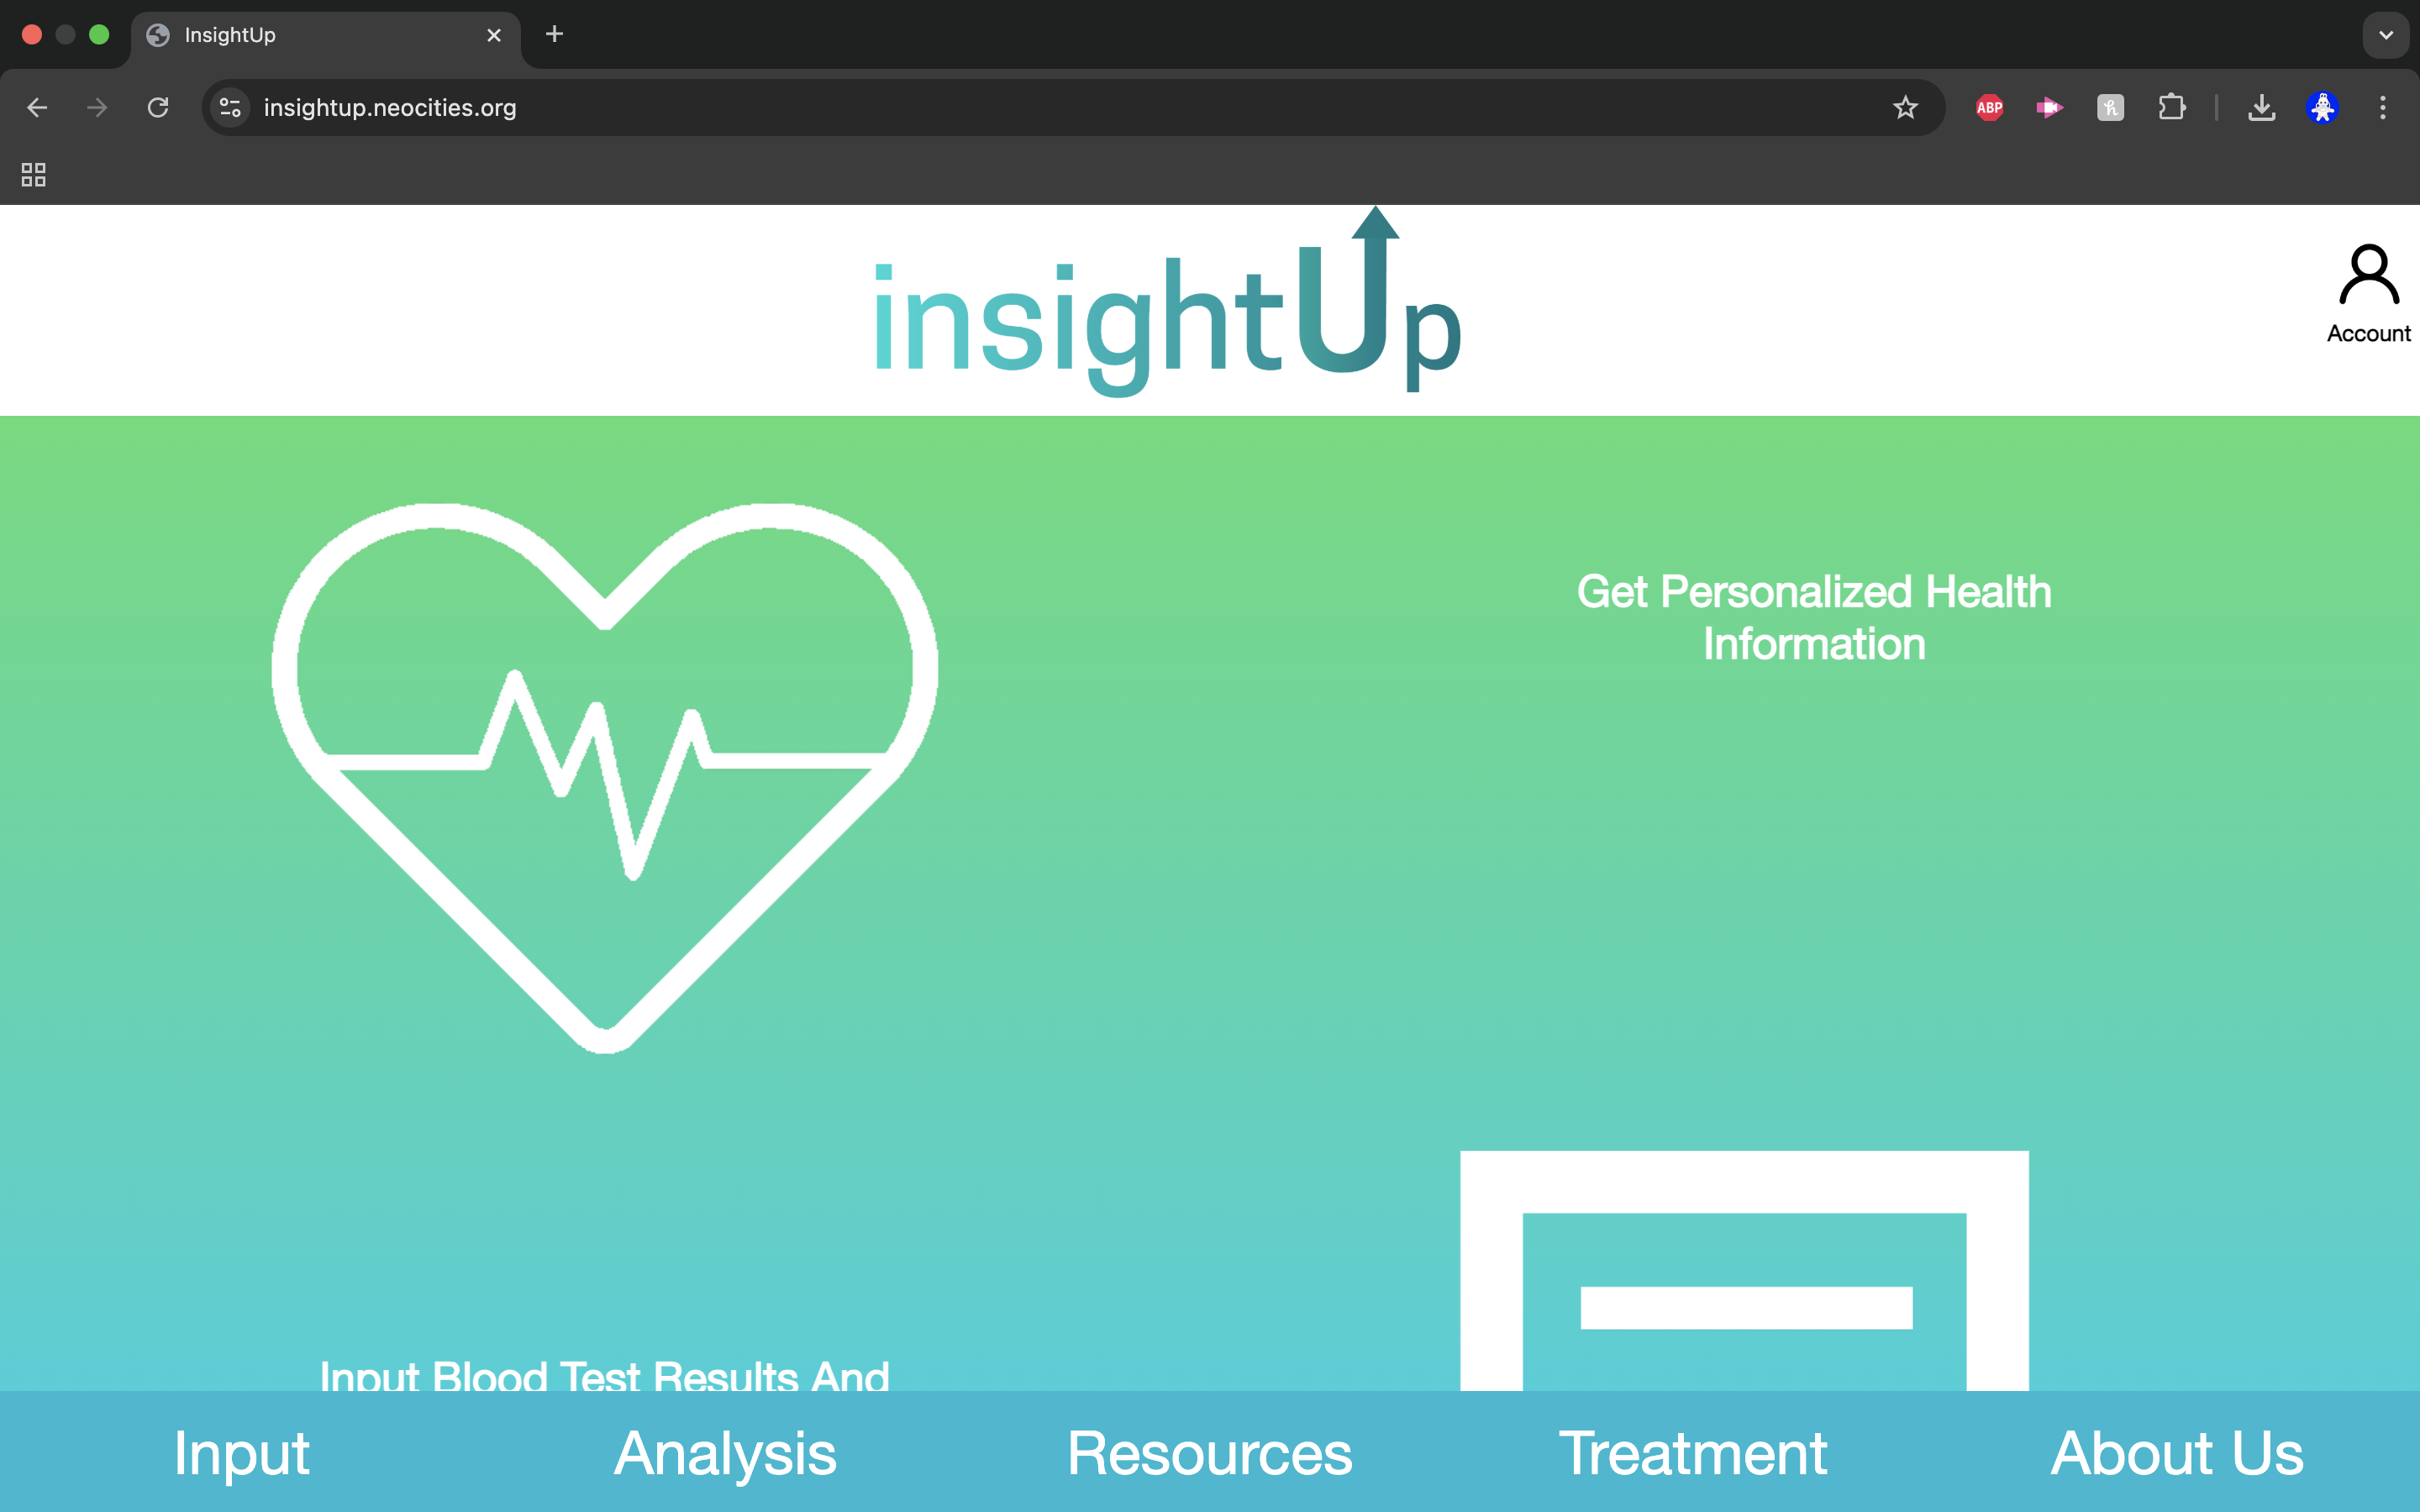 InsightUp
insightup.neocities.org
ABP
insightUp
Account
Get Personalized Health
Information
Input Blood Test Results And
Input
Analysis
Resources
Treatment
About Us